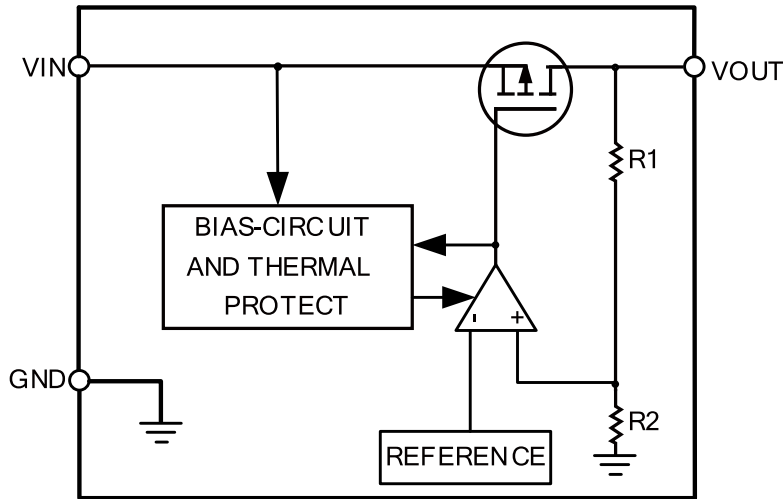 VIN
VOUT
R1
BIAS-CIRCUIT
AND THERMAL
PROTECT
- +
GND
R2
REFERENCE